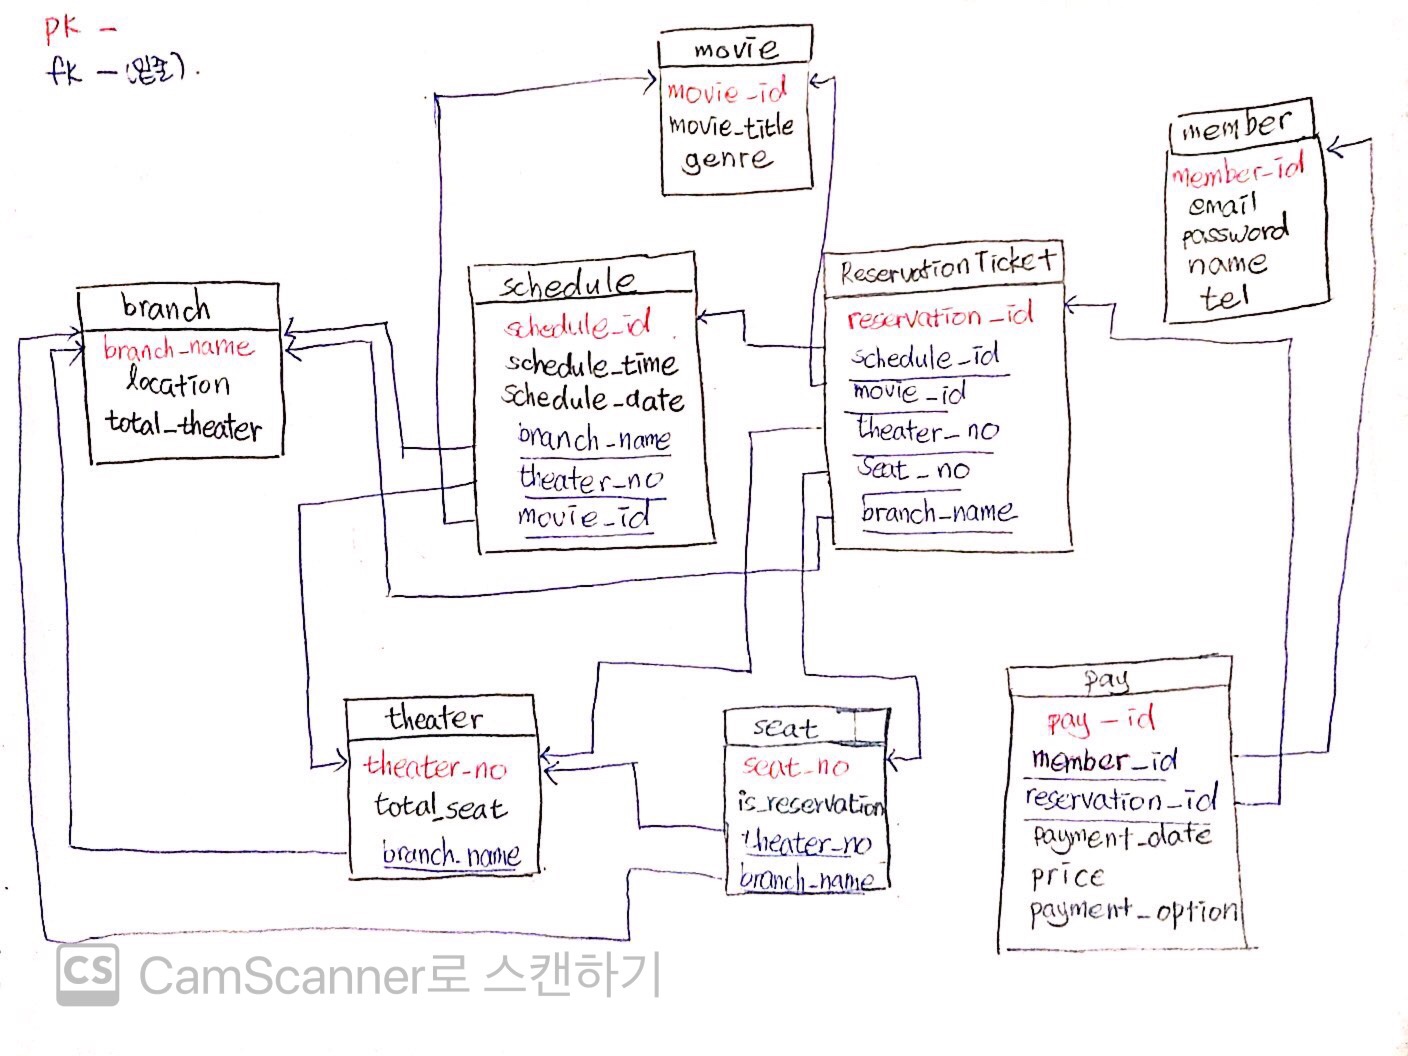 pk -
fk - (밑줄).
movie
movie_id
movie_title
genre
member
member_id
email
password
name
tel
branch
branch_name
location
total_theater
schedule
schedule_id
schedule_time
schedule_date
branch_name
theater_no
movie_id
ReservationTicket
reservation_id
schedule_id
movie_id
theater_no
seat_no
branch_name
theater
theater_no
total_seat
branch_name
seat
seat_no
is_reservation
theater_no
branch_name
pay
pay_id
member_id
reservation_id
payment_date
price
payment_option
CS CamScanner로 스캔하기